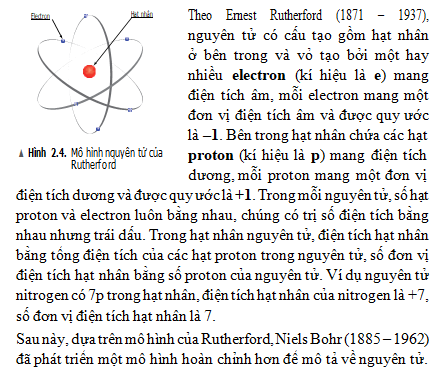 Electron
Hạt nhân
▲ Hình 2.4. Mô hình nguyên tử của
Rutherford
Theo Ernest Rutherford (1871 – 1937),
nguyên tử có cấu tạo gồm hạt nhân
ở bên trong và vỏ tạo bởi một hay
nhiều electron (kí hiệu là e) mang
điện tích âm, mỗi electron mang một
đơn vị điện tích âm và được quy ước
là –1. Bên trong hạt nhân chứa các hạt
proton (kí hiệu là p) mang điện tích
dương, mỗi proton mang một đơn vị
điện tích dương và được quy ước là +1. Trong mỗi nguyên tử, số hạt
proton và electron luôn bằng nhau, chúng có trị số điện tích bằng
nhau nhưng trái dấu. Trong hạt nhân nguyên tử, điện tích hạt nhân
bằng tổng điện tích của các hạt proton trong nguyên tử, số đơn vị
điện tích hạt nhân bằng số proton của nguyên tử. Ví dụ nguyên tử
nitrogen có 7p trong hạt nhân, điện tích hạt nhân của nitrogen là +7,
số đơn vị điện tích hạt nhân là 7.
Sau này, dựa trên mô hình của Rutherford, Niels Bohr (1885 – 1962)
đã phát triển một mô hình hoàn chỉnh hơn để mô tả về nguyên tử.